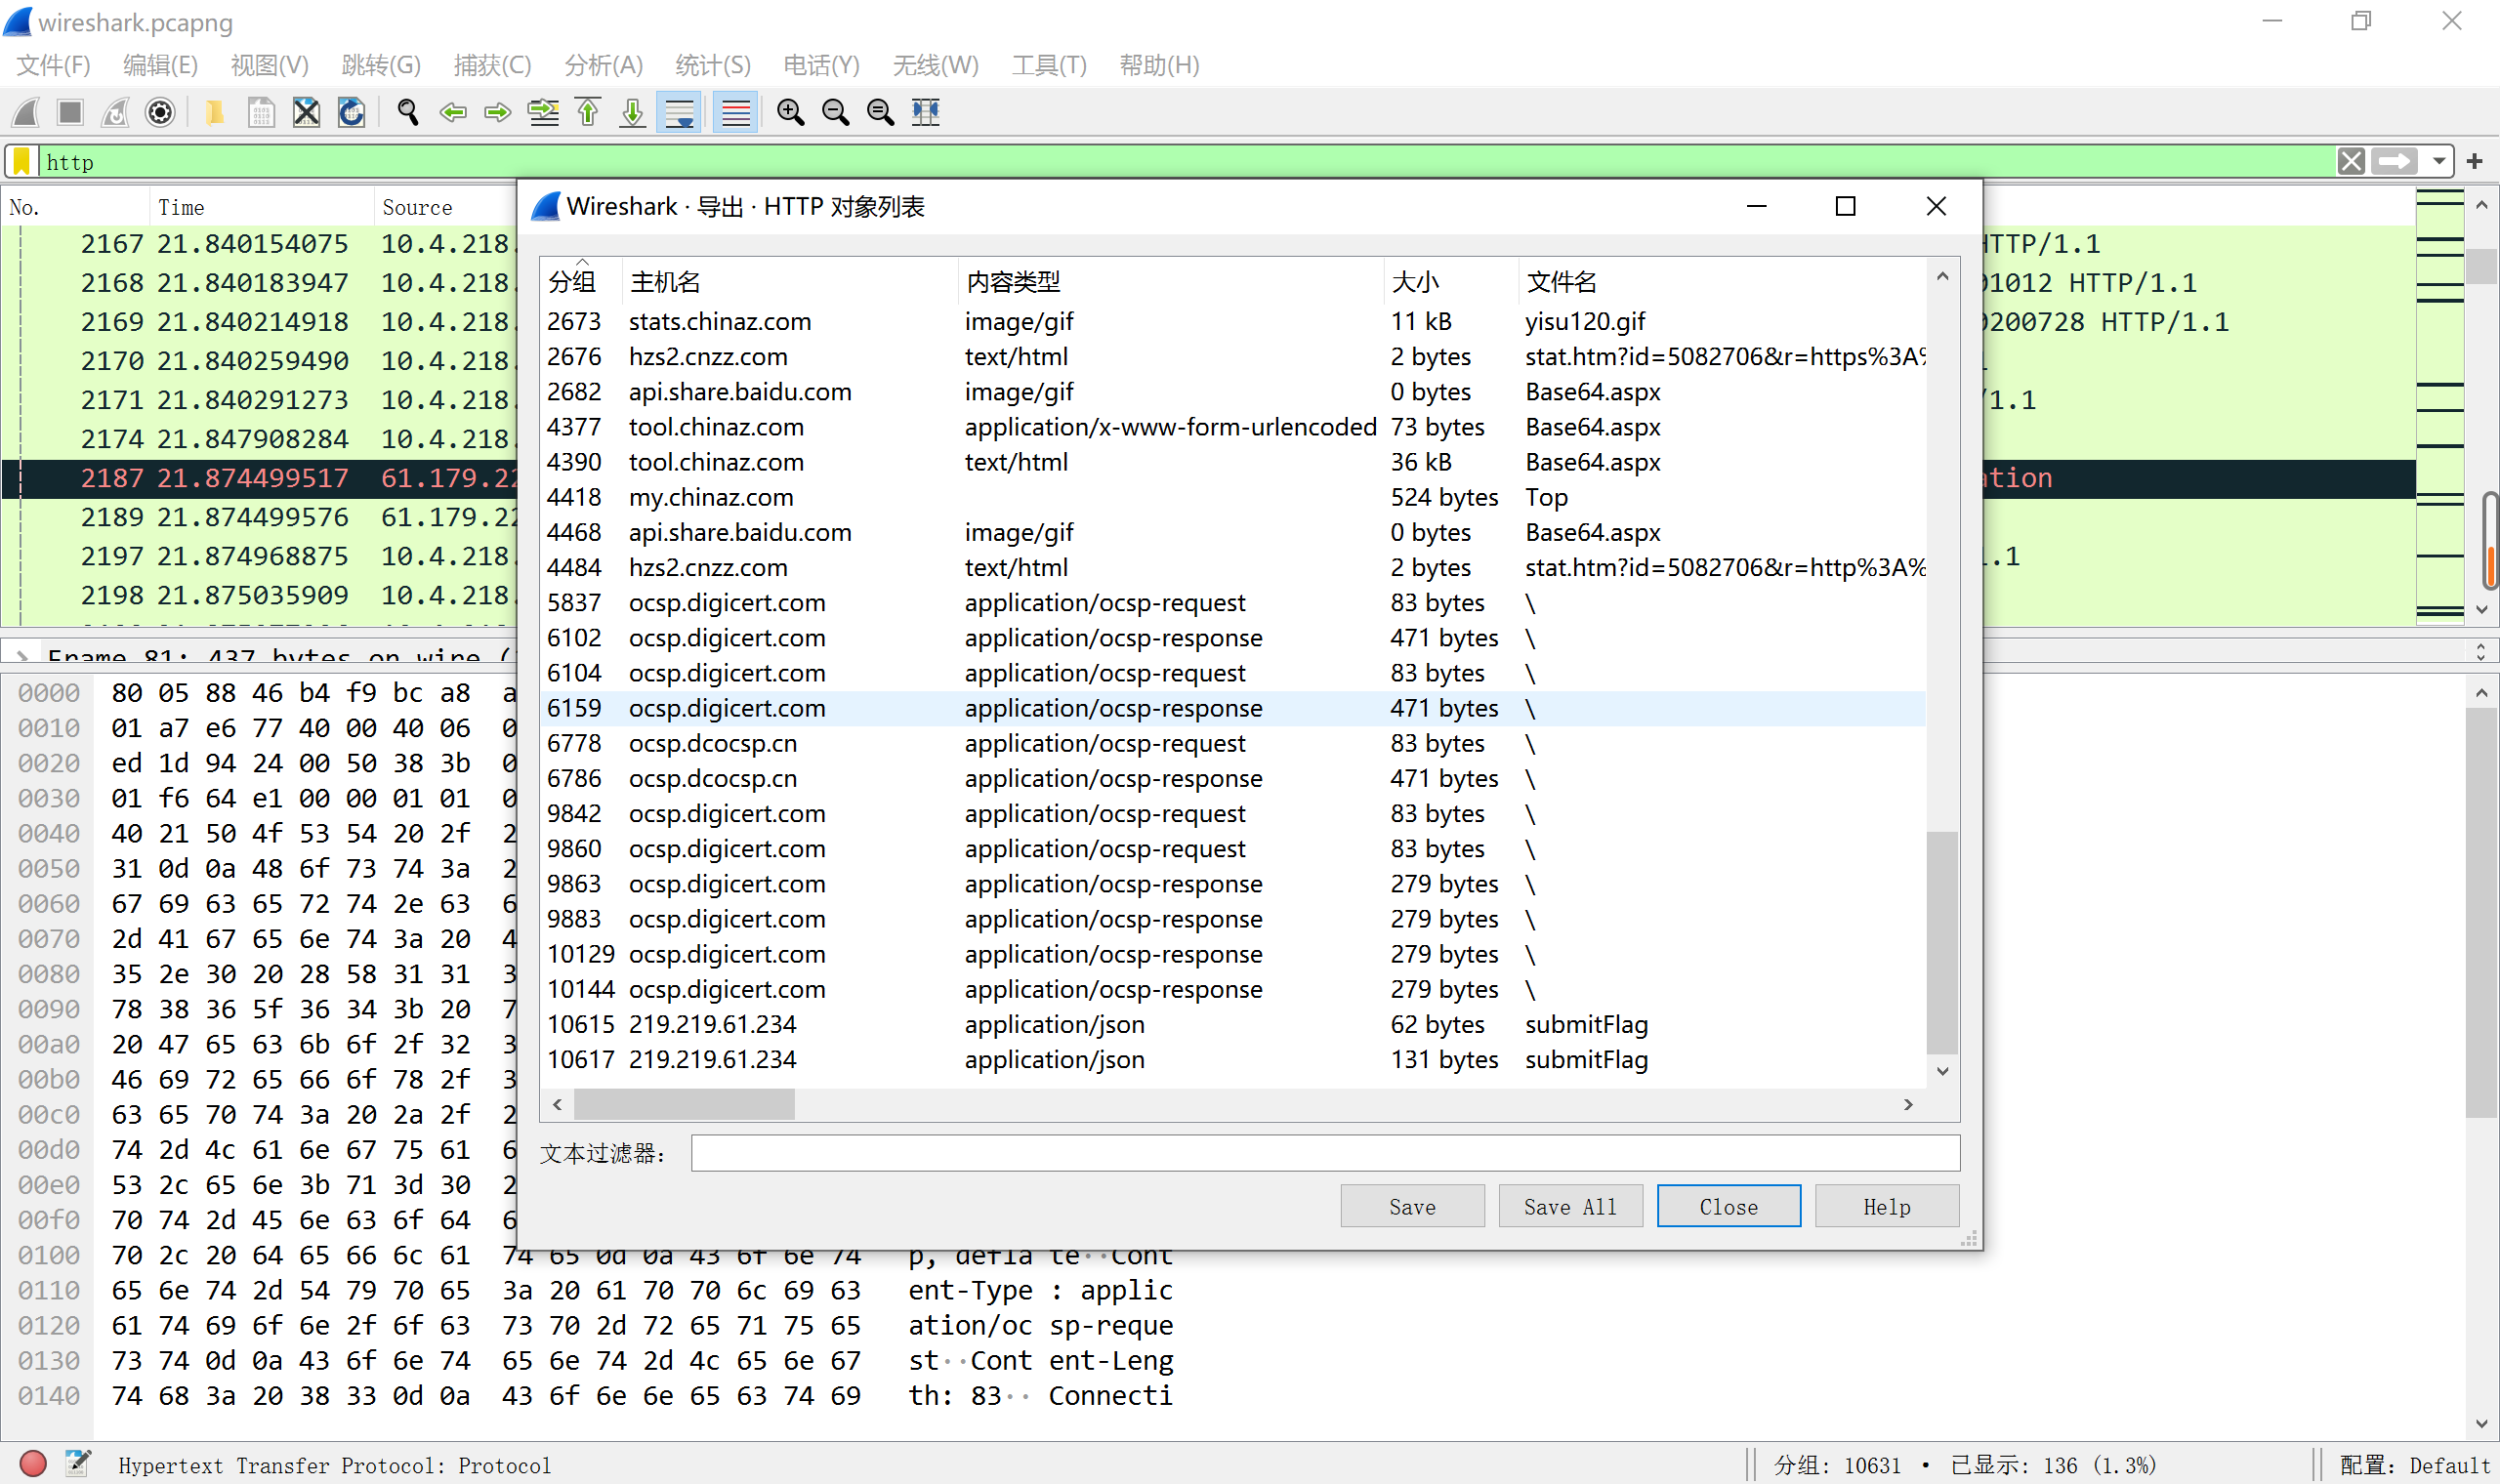 wireshark.pcapng
文件(F) 编辑(E) 视图(V) 跳转(G) 捕获(C) 分析(A) 统计(S) 电话(Y) 无线(W) 工具(T) 帮助(H)
http
No. Time Source
2167 21.840154075 10.4.218. HTTP/1.1
2168 21.840183947 10.4.218. 01012 HTTP/1.1
2169 21.840214918 10.4.218. 0200728 HTTP/1.1
2170 21.840259490 10.4.218.
2171 21.840291273 10.4.218. /1.1
2174 21.847908284 10.4.218.
2187 21.874499517 61.179.22 ation
2189 21.874499576 61.179.22
2197 21.874968875 10.4.218. .1
2198 21.875035909 10.4.218.
Frame 81: 437 bytes on wire (
Wireshark · 导出 · HTTP 对象列表
分组 主机名 内容类型 大小 文件名
2673 stats.chinaz.com image/gif 11 kB yisu120.gif
2676 hzs2.cnzz.com text/html 2 bytes stat.htm?id=5082706&r=https%3A%
2682 api.share.baidu.com image/gif 0 bytes Base64.aspx
4377 tool.chinaz.com application/x-www-form-urlencoded 73 bytes Base64.aspx
4390 tool.chinaz.com text/html 36 kB Base64.aspx
4418 my.chinaz.com 524 bytes Top
4468 api.share.baidu.com image/gif 0 bytes Base64.aspx
4484 hzs2.cnzz.com text/html 2 bytes stat.htm?id=5082706&r=http%3A%
5837 ocsp.digicert.com application/ocsp-request 83 bytes \
6102 ocsp.digicert.com application/ocsp-response 471 bytes \
6104 ocsp.digicert.com application/ocsp-request 83 bytes \
6159 ocsp.digicert.com application/ocsp-response 471 bytes \
6778 ocsp.dcocsp.cn application/ocsp-request 83 bytes \
6786 ocsp.dcocsp.cn application/ocsp-response 471 bytes \
9842 ocsp.digicert.com application/ocsp-request 83 bytes \
9860 ocsp.digicert.com application/ocsp-request 83 bytes \
9863 ocsp.digicert.com application/ocsp-response 279 bytes \
9883 ocsp.digicert.com application/ocsp-response 279 bytes \
10129 ocsp.digicert.com application/ocsp-response 279 bytes \
10144 ocsp.digicert.com application/ocsp-response 279 bytes \
10615 219.219.61.234 application/json 62 bytes submitFlag
10617 219.219.61.234 application/json 131 bytes submitFlag
文本过滤器:
Save Save All Close Help
0000 80 05 88 46 b4 f9 bc a8 a
0010 01 a7 e6 77 40 00 40 06 0
0020 ed 1d 94 24 00 50 38 3b 0
0030 01 f6 64 e1 00 00 01 01 0
0040 40 21 50 4f 53 54 20 2f 2
0050 31 0d 0a 48 6f 73 74 3a 2
0060 67 69 63 65 72 74 2e 63 6
0070 2d 41 67 65 6e 74 3a 20 4
0080 35 2e 30 20 28 58 31 31 3
0090 78 38 36 5f 36 34 3b 20 7
00a0 20 47 65 63 6b 6f 2f 32 3
00b0 46 69 72 65 66 6f 78 2f 3
00c0 63 65 70 74 3a 20 2a 2f 2
00d0 74 2d 4c 61 6e 67 75 61 6
00e0 53 2c 65 6e 3b 71 3d 30 2
00f0 70 74 2d 45 6e 63 6f 64 6
0100 70 2c 20 64 65 66 6c 61 74 65 0d 0a 43 6f 6e 74 p, defla te··Cont
0110 65 6e 74 2d 54 79 70 65 3a 20 61 70 70 6c 69 63 ent-Type : applic
0120 61 74 69 6f 6e 2f 6f 63 73 70 2d 72 65 71 75 65 ation/oc sp-reque
0130 73 74 0d 0a 43 6f 6e 74 65 6e 74 2d 4c 65 6e 67 st··Cont ent-Leng
0140 74 68 3a 20 38 33 0d 0a 43 6f 6e 6e 65 63 74 69 th: 83·· Connecti
Hypertext Transfer Protocol: Protocol 分组: 10631 · 已显示: 136 (1.3%) 配置: Default